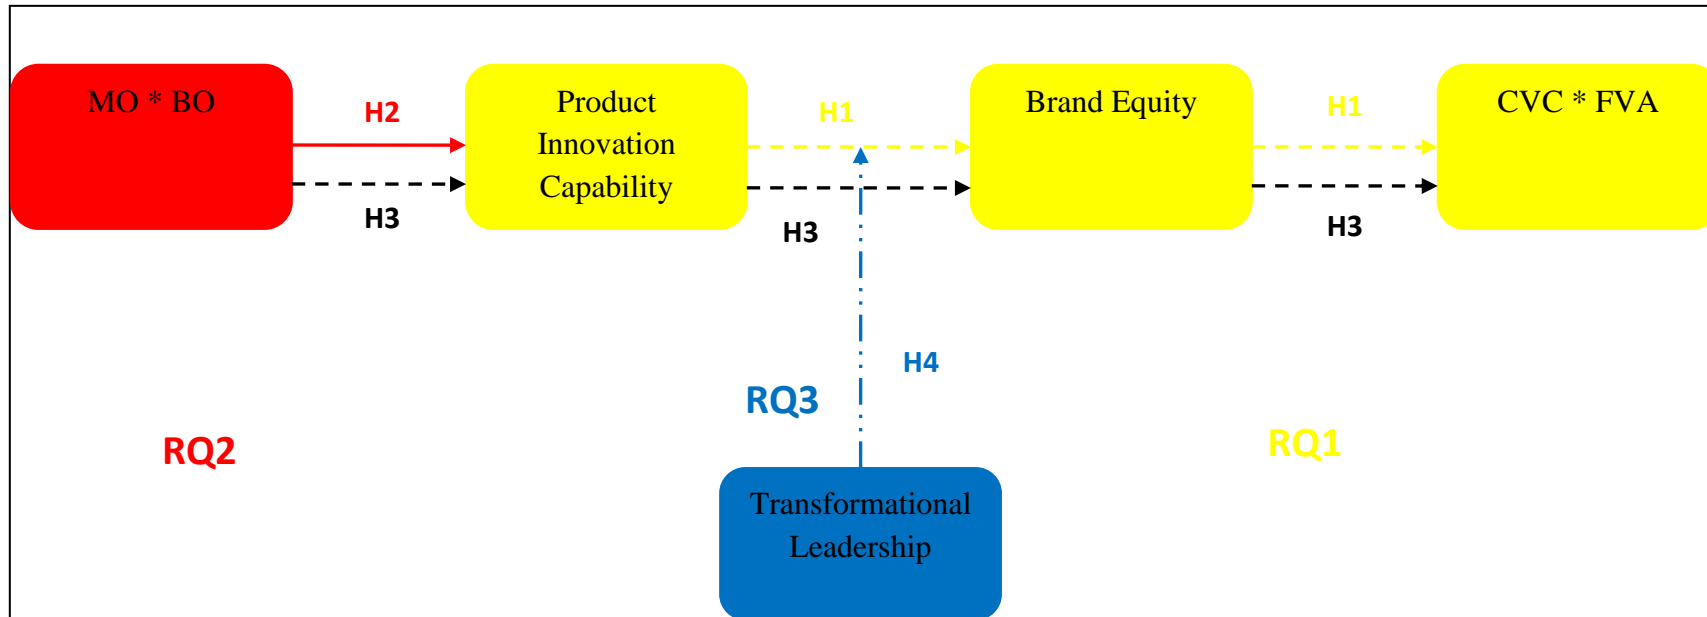 MO * BO
H2
H3
Product
Innovation
Capability
H1
H3
Brand Equity
H1
H3
CVC * FVA
H4
RQ3
RQ2
RQ1
Transformational
Leadership